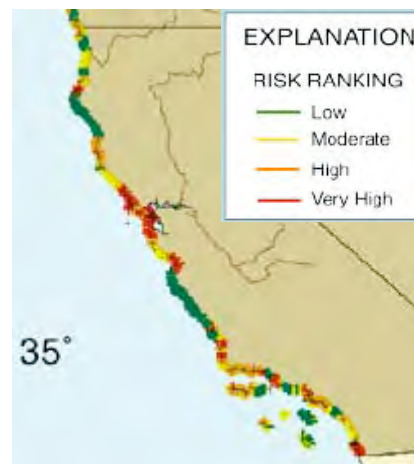 EXPLANATION
RISK RANKING
Low
Moderate
High
Very High
35°